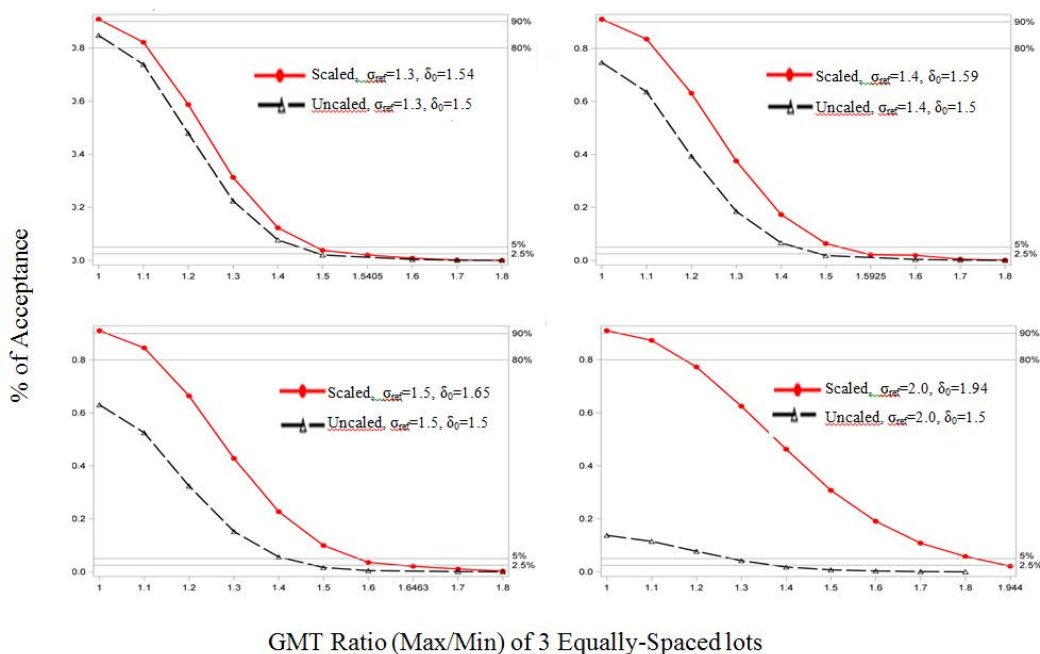 90%
0.8
80%
Scaled, σref=1.3, δ0=1.54
Uncaled, σref=1.3, δ0=1.5
0.6
0.4
0.2
5%
2.5%
0.0
1 1.1 1.2 1.3 1.4 1.5 1.5405 1.6 1.7 1.8
90%
0.8
80%
Scaled, σref=1.4, δ0=1.59
Uncaled, σref=1.4, δ0=1.5
0.6
0.4
0.2
5%
2.5%
0.0
1 1.1 1.2 1.3 1.4 1.5 1.5925 1.6 1.7 1.8
% of Acceptance
90%
0.8
80%
Scaled, σref=1.5, δ0=1.65
Uncaled, σref=1.5, δ0=1.5
0.6
0.4
0.2
5%
2.5%
0.0
1 1.1 1.2 1.3 1.4 1.5 1.6 1.6463 1.7 1.8
90%
0.8
80%
Scaled, σref=2.0, δ0=1.94
Uncaled, σref=2.0, δ0=1.5
0.6
0.4
0.2
5%
2.5%
0.0
1 1.1 1.2 1.3 1.4 1.5 1.6 1.7 1.8 1.944
GMT Ratio (Max/Min) of 3 Equally-Spaced lots